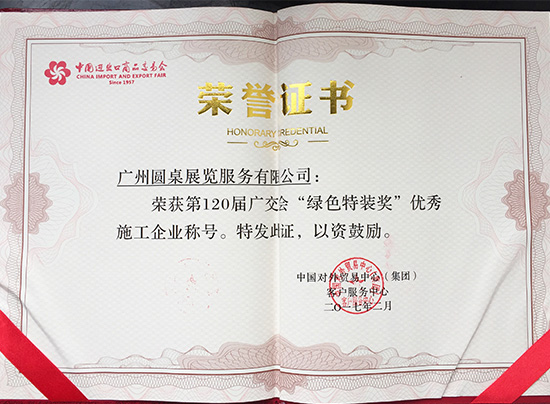 中国进出口商品交易会
CHINA IMPORT AND EXPORT FAIR
Since 1957
荣誉证书
HONORARY CREDENTIAL
广州圆桌展览服务有限公司：
荣获第120届广交会“绿色特装奖”优秀
施工企业称号。特发此证，以资鼓励。
中国对外贸易中心（集团）
客户服务中心
二〇一七年二月